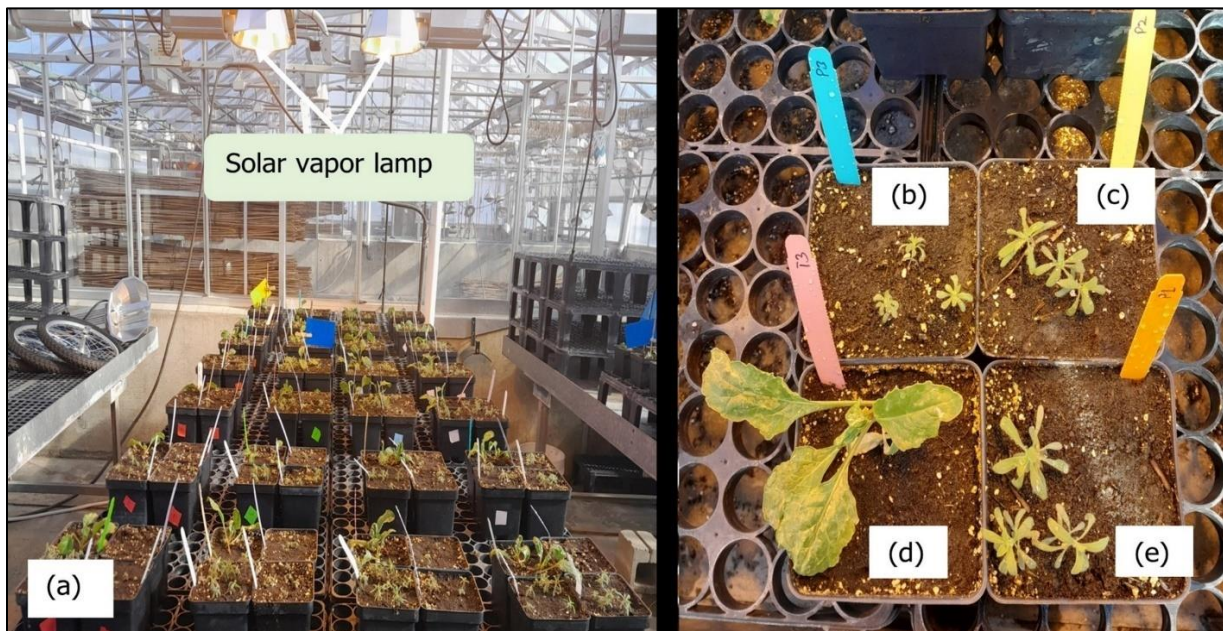 Solar vapor lamp
(a)
P3
P2
(b)
(c)
T3
P1
(d)
(e)